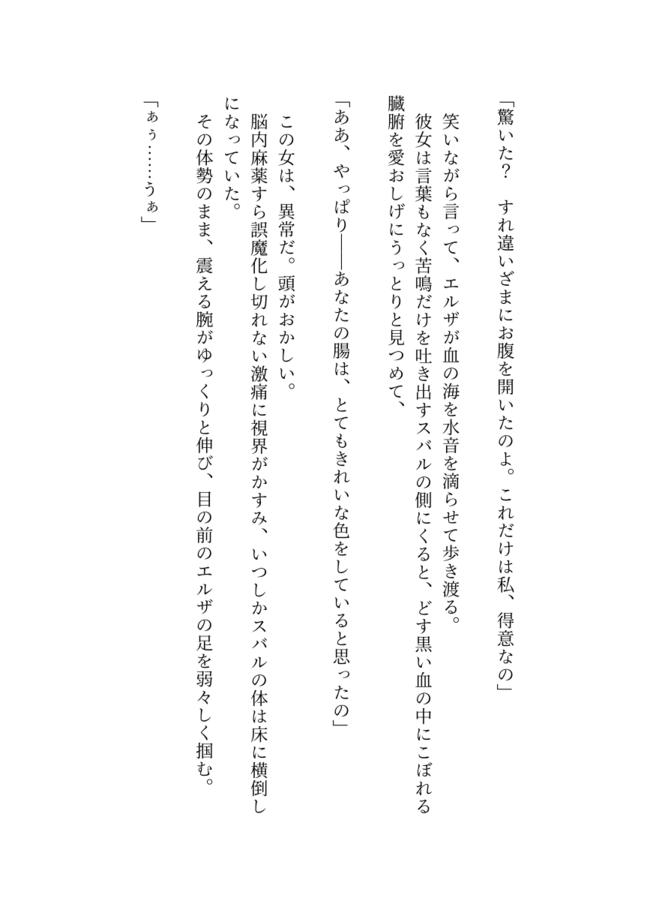 「驚いた？　すれ違いざまにお腹を開いたのよ。これだけは私、得意なの」
笑いながら言って、エルザが血の海を水音を滴らせて歩き渡る。
彼女は言葉もなく苦鳴だけを吐き出すスバルの側にくると、どす黒い血の中にこぼれる
臓腑を愛おしげにうっとりと見つめて、
「ああ、やっぱり――あなたの腸は、とてもきれいな色をしていると思ったの」
この女は、異常だ。頭がおかしい。
脳内麻薬すら誤魔化し切れない激痛に視界がかすみ、いつしかスバルの体は床に横倒し
になっていた。
その体勢のまま、震える腕がゆっくりと伸び、目の前のエルザの足を弱々しく掴む。
「ぁぅ……うぁ」